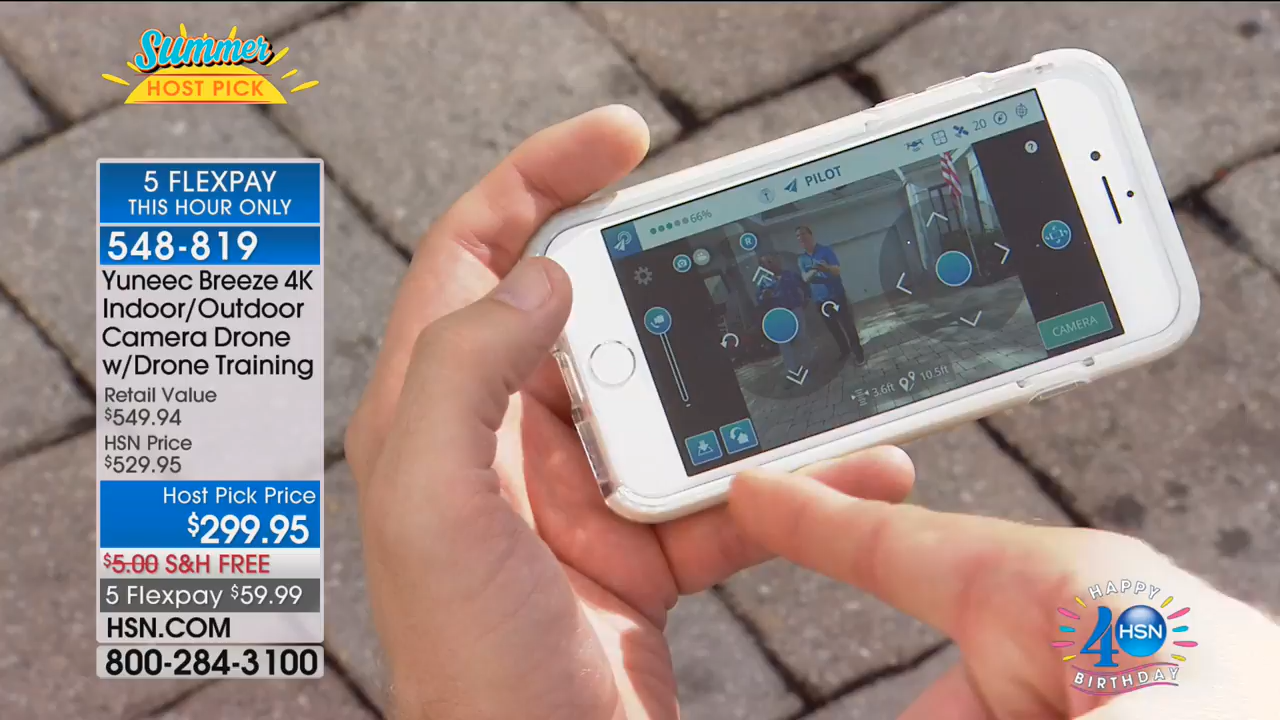 Summer
HOST PICK
5 FLEXPAY
THIS HOUR ONLY
548-819
Yuneec Breeze 4K
Indoor/Outdoor
Camera Drone
w/Drone Training
Retail Value
$549.94
HSN Price
$529.95
Host Pick Price
$299.95
$5.00 S&H FREE
5 Flexpay $59.99
HSN.COM
800-284-3100
PILOT
20
?
66%
R
CAMERA
3.6ft 10.5ft
HAPPY
40
HSN
BIRTHDAY